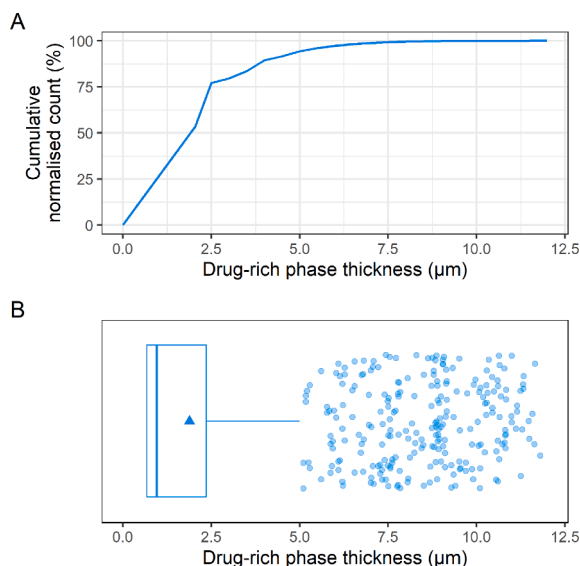 A
Cumulative
normalised count (%)
100
75
50
25
0
0.0 2.5 5.0 7.5 10.0 12.5
Drug-rich phase thickness (µm)
B
0.0 2.5 5.0 7.5 10.0 12.5
Drug-rich phase thickness (µm)